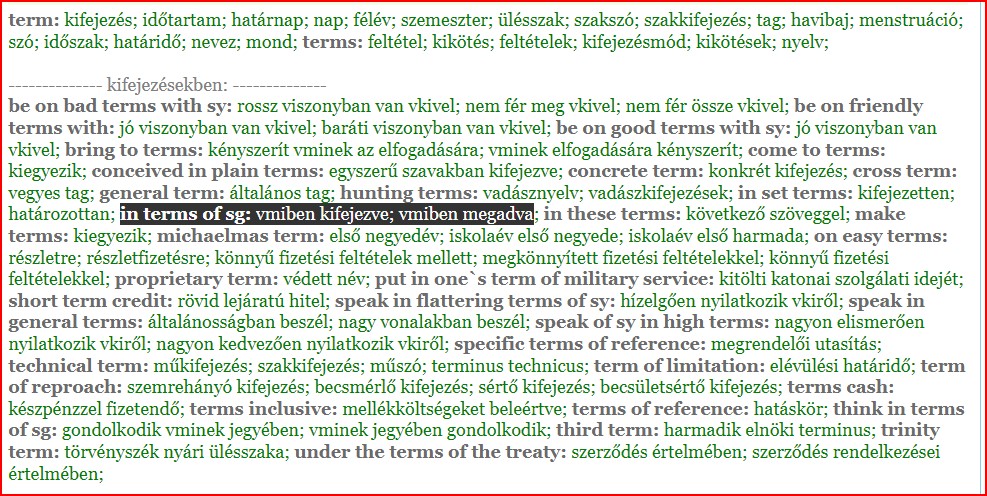 term: kifejezés; időtartam; határnap; nap; félév; szemeszter; ülésszak; szakszó; szakkifejezés; tag; havibaj; menstruáció;
szó; időszak; határidő; nevez; mond; terms: feltétel; kikötés; feltételek; kifejezésmód; kikötések; nyelv;
-------------- kifejezésekben: --------------
be on bad terms with sy: rossz viszonyban van vkivel; nem fér meg vkivel; nem fér össze vkivel; be on friendly
terms with: jó viszonyban van vkivel; baráti viszonyban van vkivel; be on good terms with sy: jó viszonyban van
vkivel; bring to terms: kényszerít vminek az elfogadására; vminek elfogadására kényszerít; come to terms:
kiegyezik; conceived in plain terms: egyszerű szavakban kifejezve; concrete term: konkrét kifejezés; cross term:
vegyes tag; general term: általános tag; hunting terms: vadásznyelv; vadászkifejezések; in set terms: kifejezetten;
határozottan; in terms of sg: vmiben kifejezve; vmiben megadva; in these terms: következő szöveggel; make
terms: kiegyezik; michaelmas term: első negyedév; iskolaév első negyede; iskolaév első harmada; on easy terms:
részletre; részletfizetésre; könnyű fizetési feltételek mellett; megkönnyített fizetési feltételekkel; könnyű fizetési
feltételekkel; proprietary term: védett név; put in one`s term of military service: kitölti katonai szolgálati idejét;
short term credit: rövid lejáratú hitel; speak in flattering terms of sy: hízelgően nyilatkozik vkiről; speak in
general terms: általánosságban beszél; nagy vonalakban beszél; speak of sy in high terms: nagyon elismerően
nyilatkozik vkiről; nagyon kedvezően nyilatkozik vkiről; specific terms of reference: megrendelői utasítás;
technical term: műkifejezés; szakkifejezés; műszó; terminus technicus; term of limitation: elévülési határidő; term
of reproach: szemrehányó kifejezés; becsmérlő kifejezés; sértő kifejezés; becsületsértő kifejezés; terms cash:
készpénzzel fizetendő; terms inclusive: mellékköltségeket beleértve; terms of reference: hatáskör; think in terms
of sg: gondolkodik vminek jegyében; vminek jegyében gondolkodik; third term: harmadik elnöki terminus; trinity
term: törvényszék nyári ülésszaka; under the terms of the treaty: szerződés értelmében; szerződés rendelkezései
értelmében;